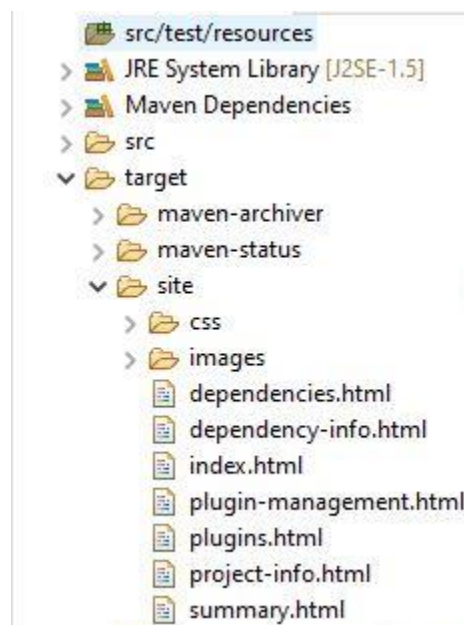 src/test/resources
JRE System Library [J2SE-1.5]
Maven Dependencies
src
target
maven-archiver
maven-status
site
css
images
dependencies.html
dependency-info.html
index.html
plugin-management.html
plugins.html
project-info.html
summary.html